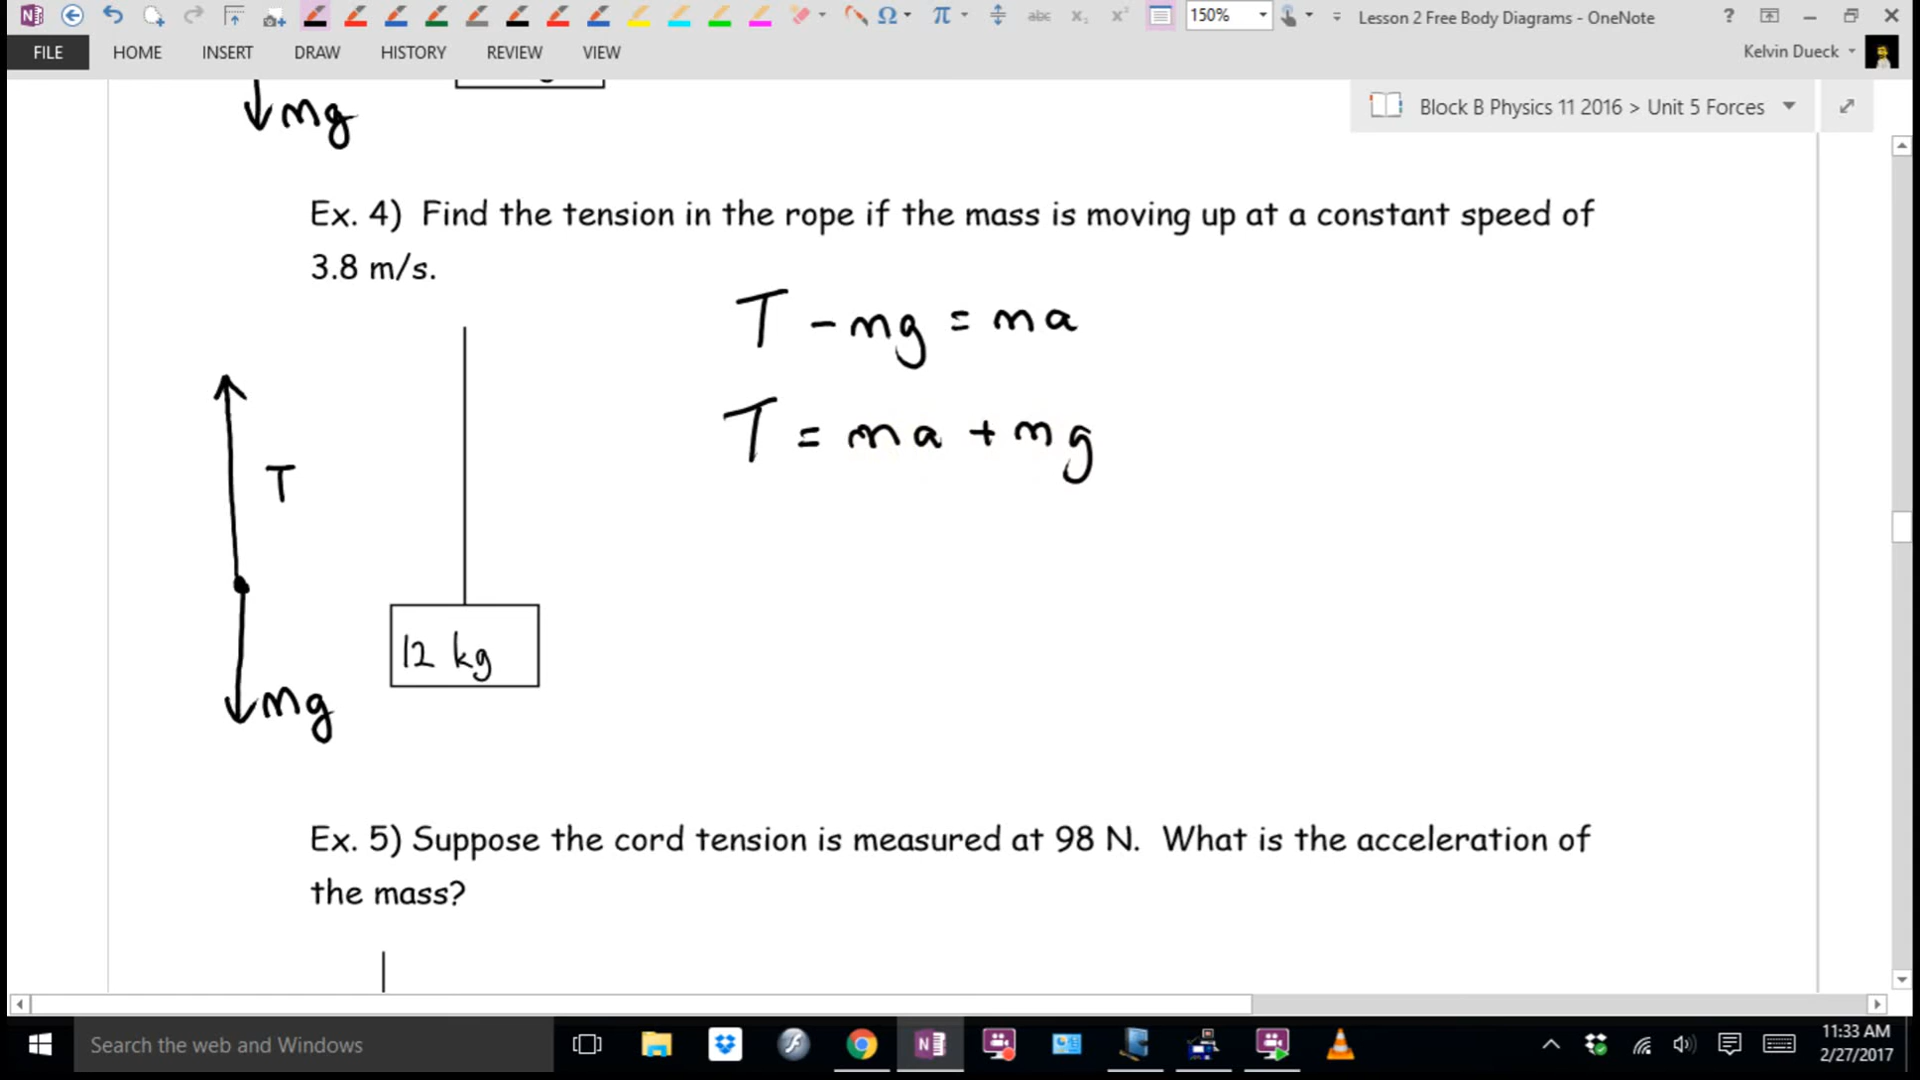 150%
Lesson 2 Free Body Diagrams - OneNote
FILE HOME INSERT DRAW HISTORY REVIEW VIEW
Kelvin Dueck
Block B Physics 11 2016 > Unit 5 Forces
mg
Ex. 4) Find the tension in the rope if the mass is moving up at a constant speed of
3.8 m/s.
T - mg = ma
T = ma + mg
T
12 kg
mg
Ex. 5) Suppose the cord tension is measured at 98 N. What is the acceleration of
the mass?
Search the web and Windows
11:33 AM
2/27/2017